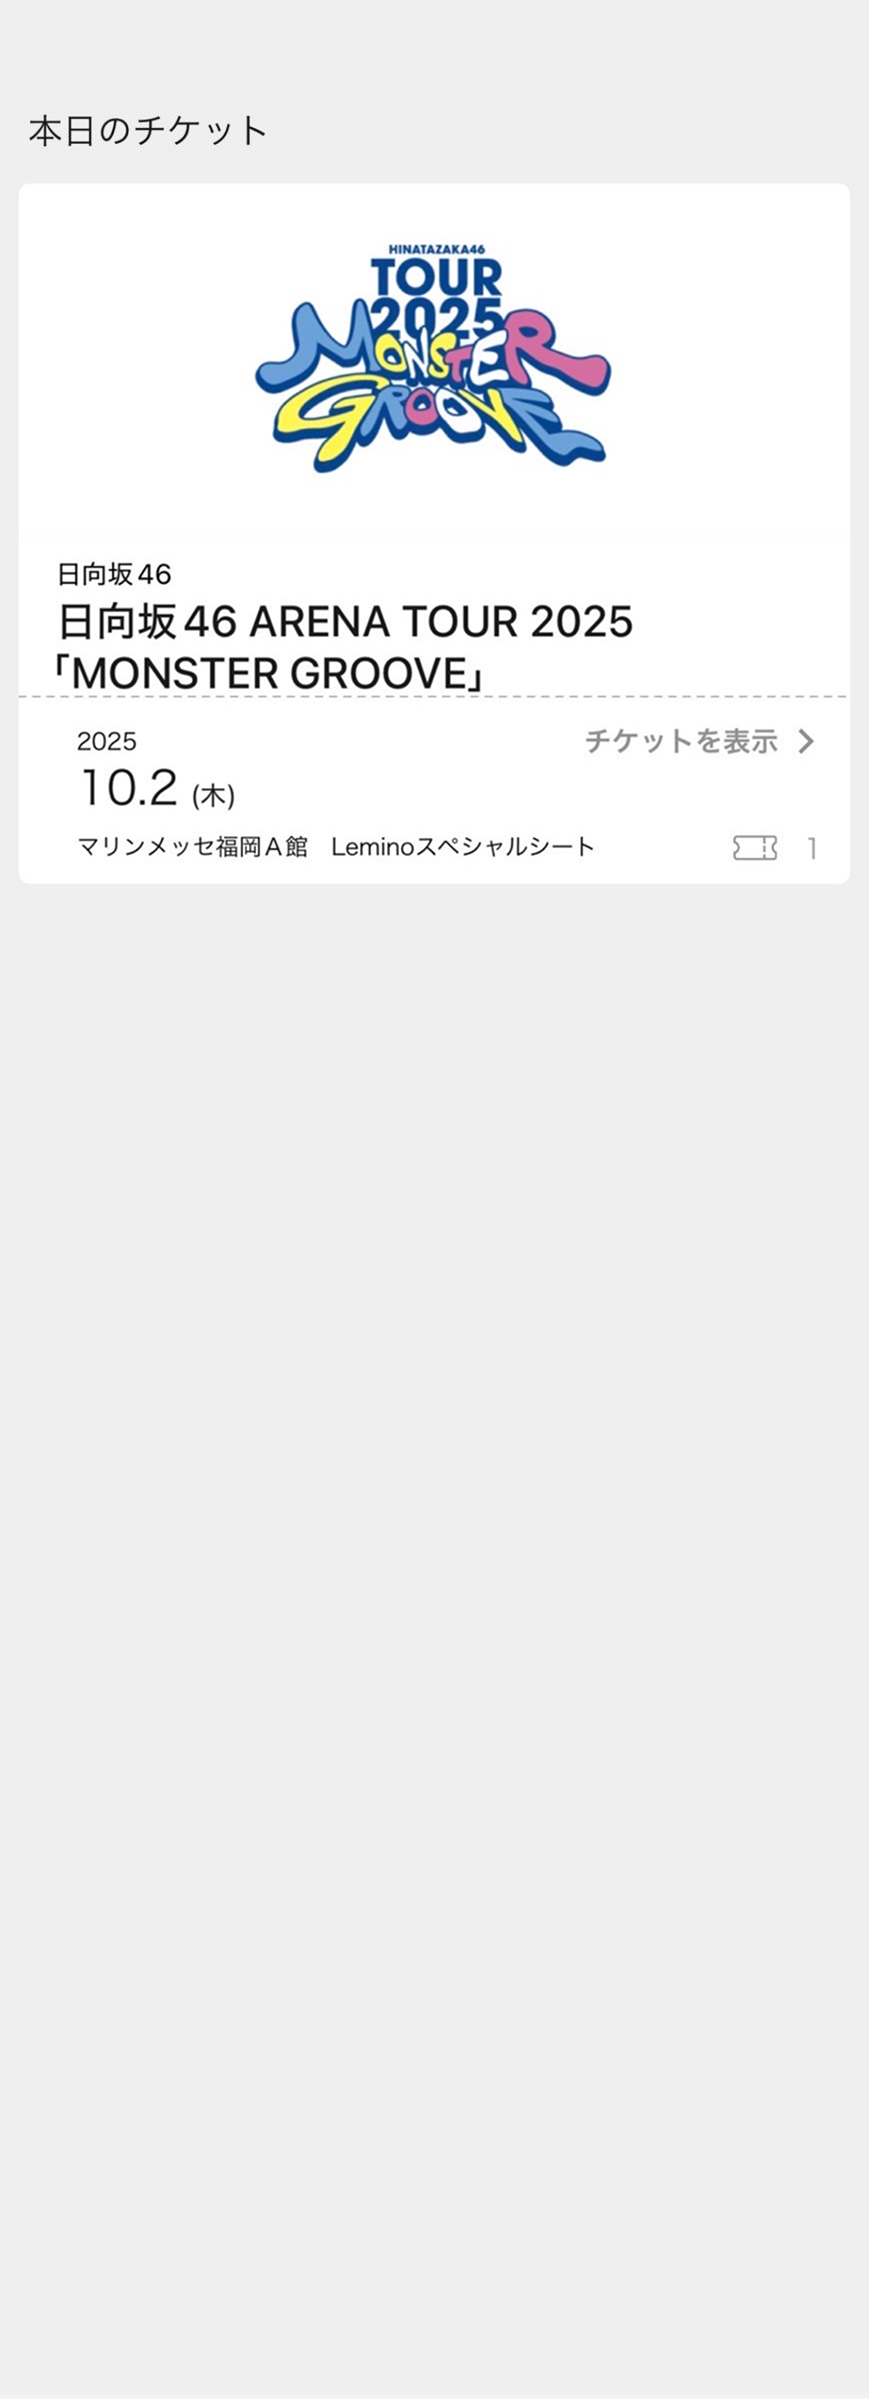 本日のチケット
HINATAZAKA46
TOUR
2025
MONSTER
GROOVE
日向坂46
日向坂46 ARENA TOUR 2025
「MONSTER GROOVE」
2025
チケットを表示
10.2 (木)
マリンメッセ福岡A館　Leminoスペシャルシート
1